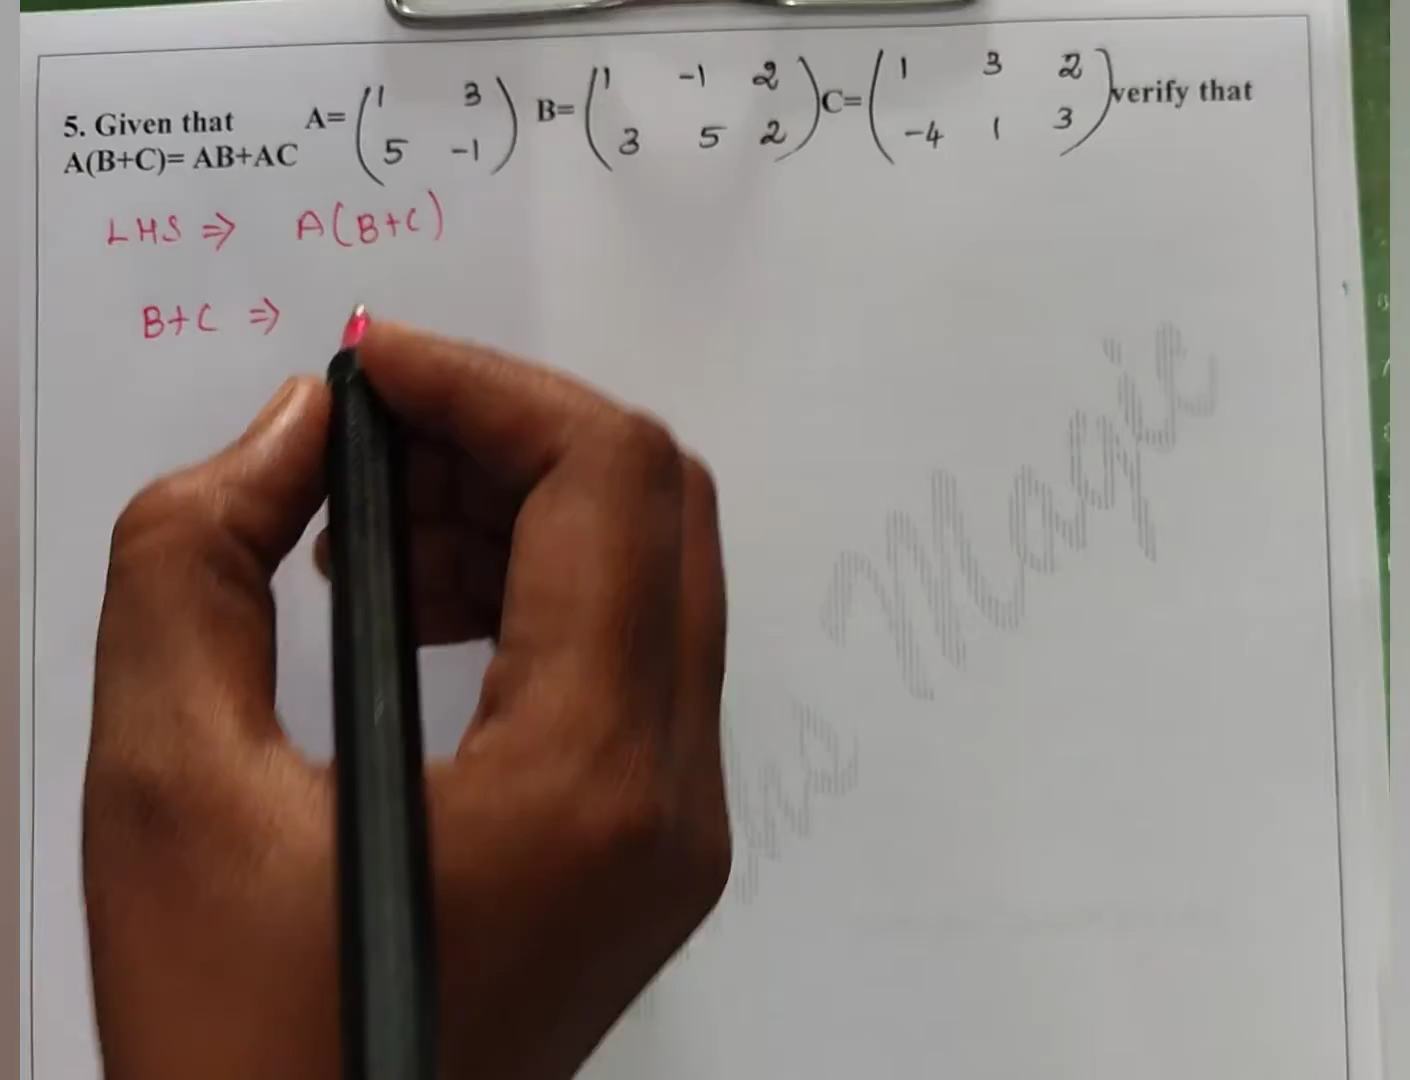 5. Given that A= ( 1 3 ) B= ( 1 -1 2 ) C= ( 1 3 2 ) verify that
( 5 -1 ) ( 3 5 2 ) ( -4 1 3 )
A(B+C)= AB+AC
LHS ⇒ A(B+C)
B+C ⇒
Magic